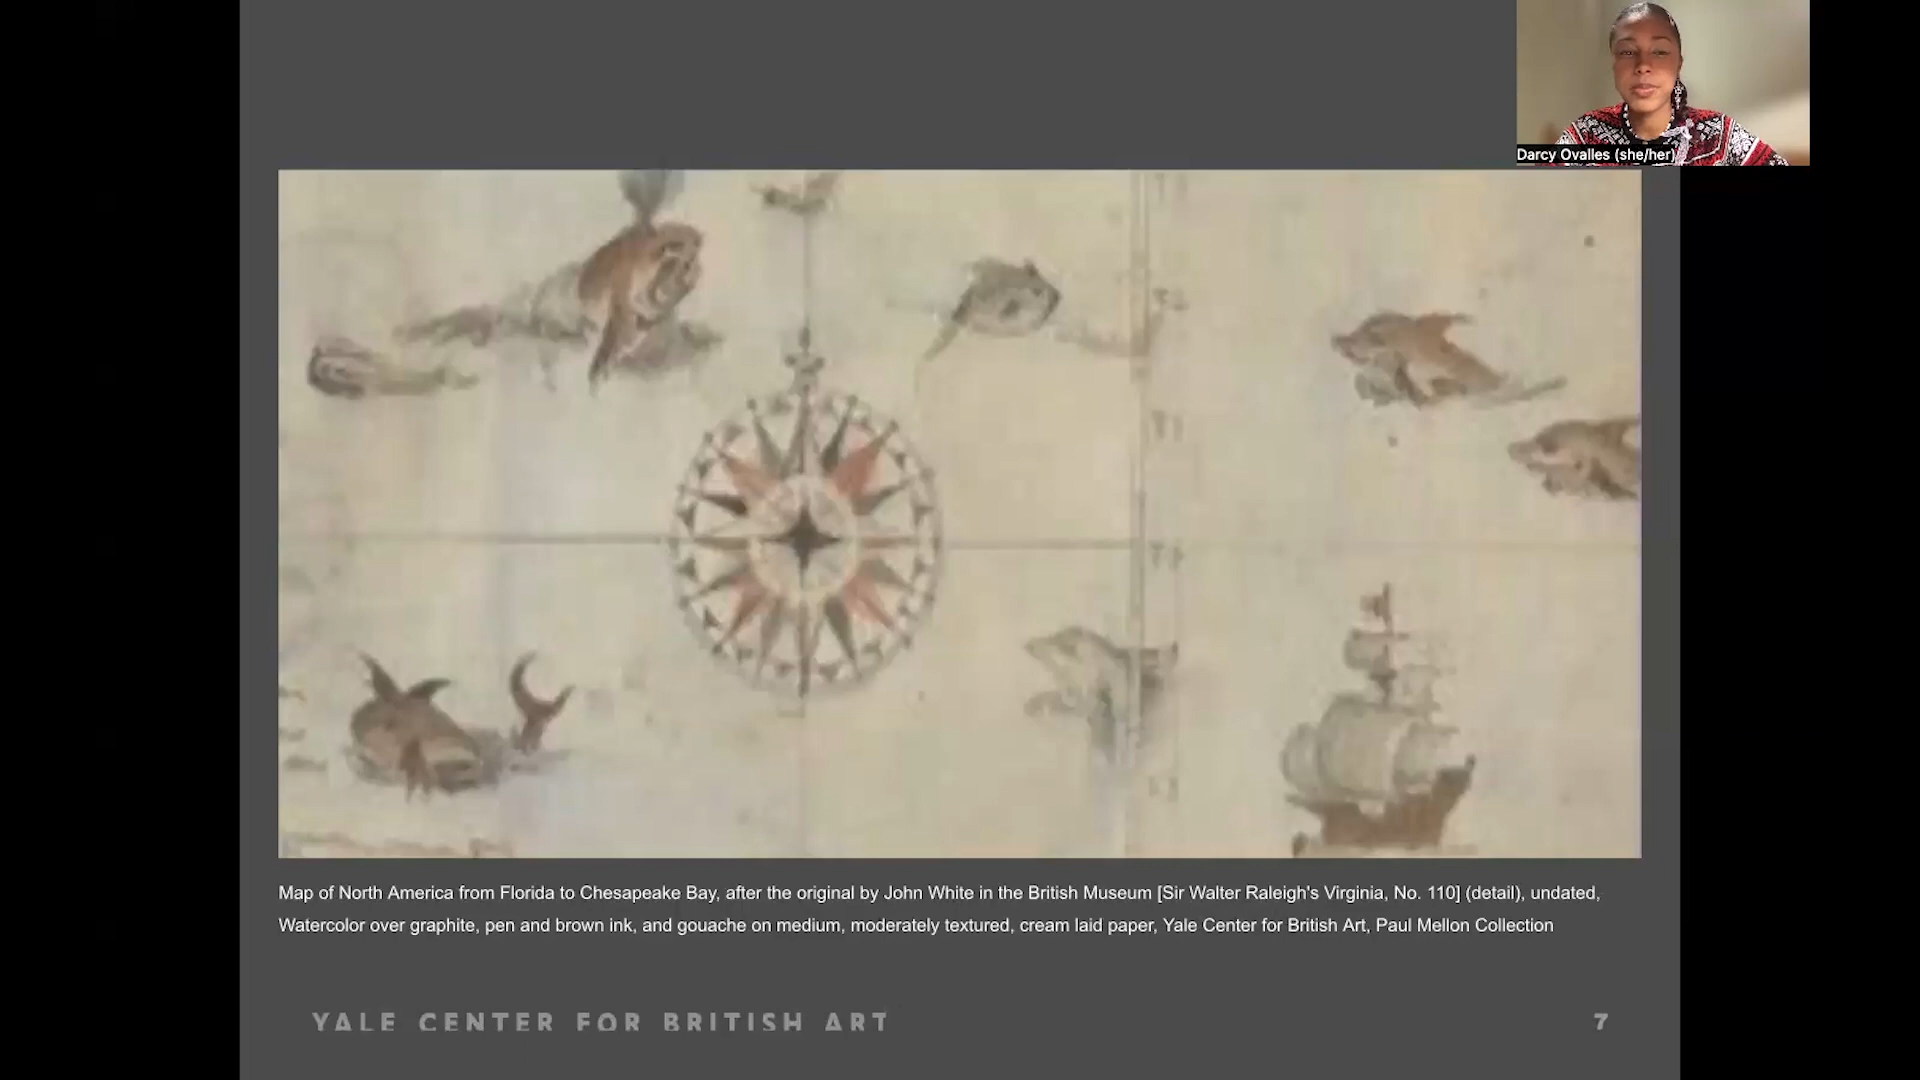 Darcy Ovalles (she/her)
Map of North America from Florida to Chesapeake Bay, after the original by John White in the British Museum [Sir Walter Raleigh's Virginia, No. 110] (detail), undated,
Watercolor over graphite, pen and brown ink, and gouache on medium, moderately textured, cream laid paper, Yale Center for British Art, Paul Mellon Collection
YALE CENTER FOR BRITISH ART
7